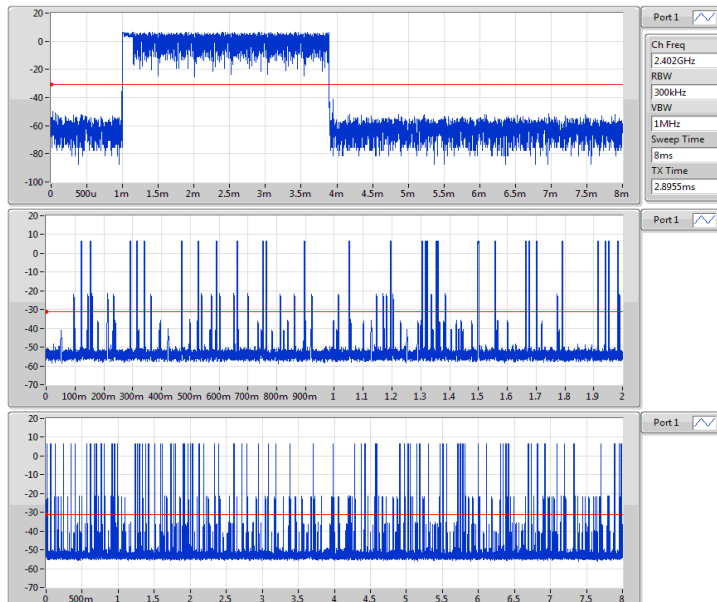 20
0
-20
-40
-60
-80
-100
0 500u 1m 1.5m 2m 2.5m 3m 3.5m 4m 4.5m 5m 5.5m 6m 6.5m 7m 7.5m 8m
Port 1
Ch Freq
2.402GHz
RBW
300kHz
VBW
1MHz
Sweep Time
8ms
TX Time
2.8955ms
20
10
0
-10
-20
-30
-40
-50
-60
-70
0 100m 200m 300m 400m 500m 600m 700m 800m 900m 1 1.1 1.2 1.3 1.4 1.5 1.6 1.7 1.8 1.9 2
Port 1
20
10
0
-10
-20
-30
-40
-50
-60
-70
0 500m 1 1.5 2 2.5 3 3.5 4 4.5 5 5.5 6 6.5 7 7.5 8
Port 1